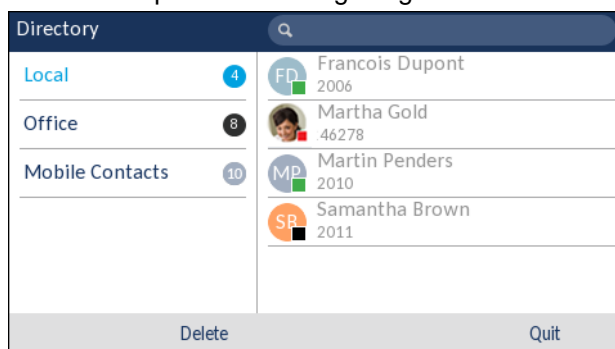 Directory
Local
4
Office
8
Mobile Contacts
10
FD
Francois Dupont
2006
Martha Gold
46278
MP
Martin Penders
2010
SB
Samantha Brown
2011
Delete
Quit